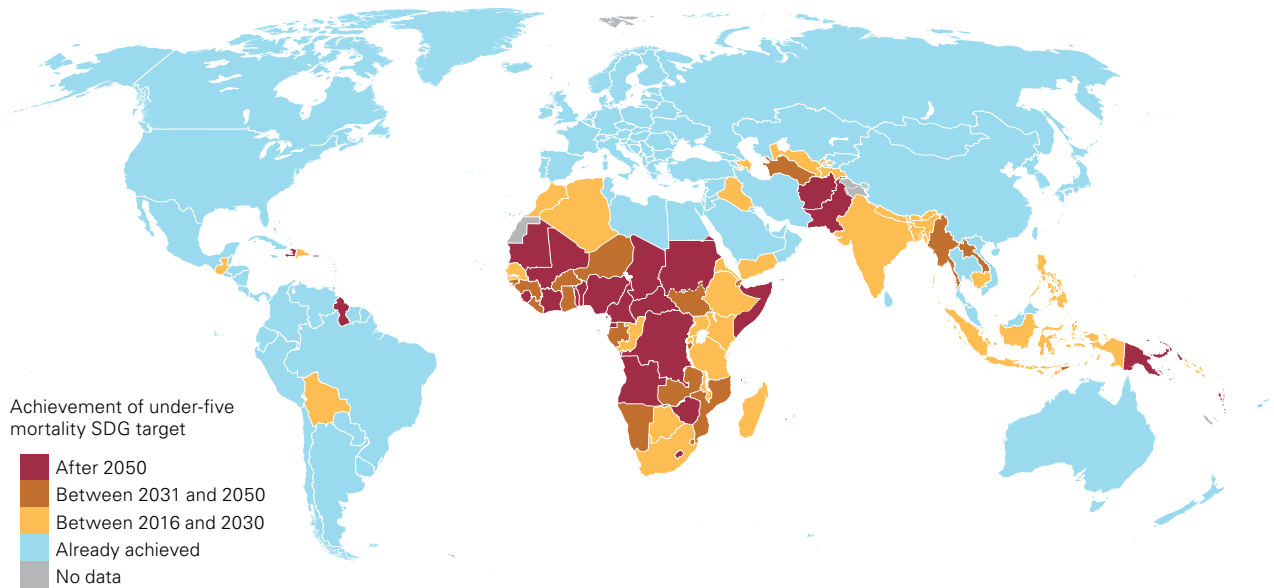 Achievement of under-five
mortality SDG target
After 2050
Between 2031 and 2050
Between 2016 and 2030
Already achieved
No data